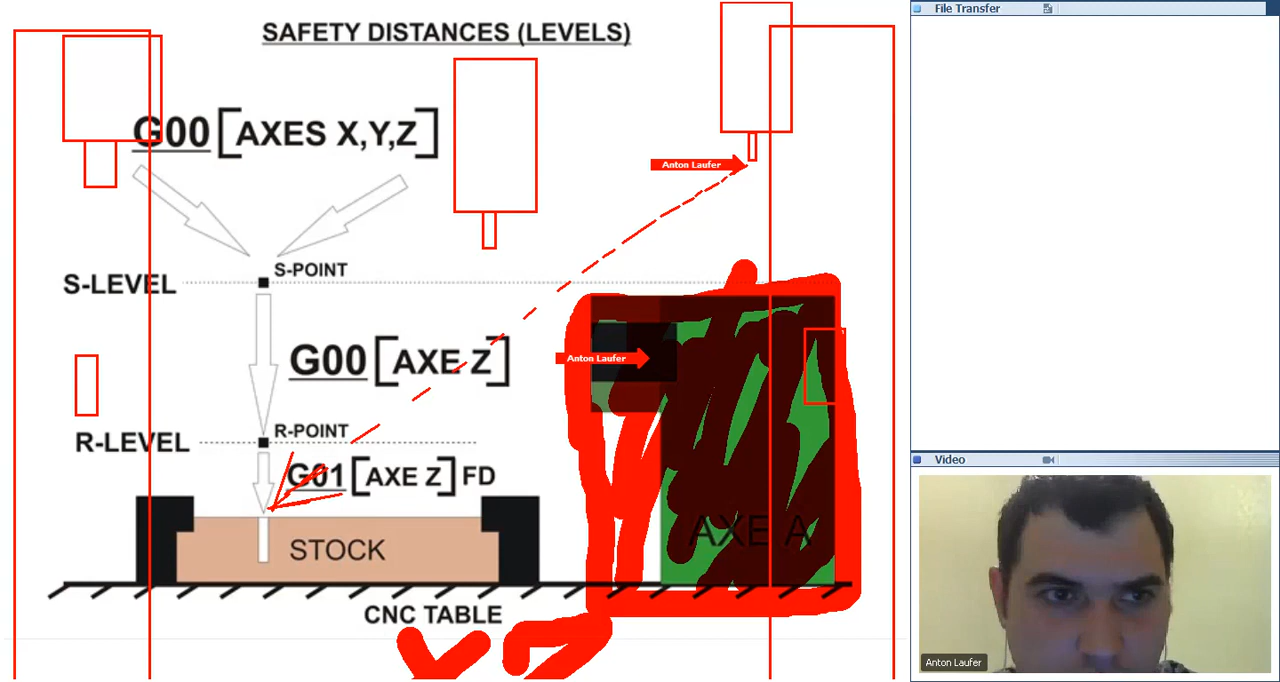 SAFETY DISTANCES (LEVELS)
G00[AXES X,Y,Z]
Anton Laufer
S-POINT
S-LEVEL
G00[AXE Z]
Anton Laufer
R-POINT
R-LEVEL
G01[AXE Z]FD
STOCK
AXE A
CNC TABLE
File Transfer
Video
Anton Laufer